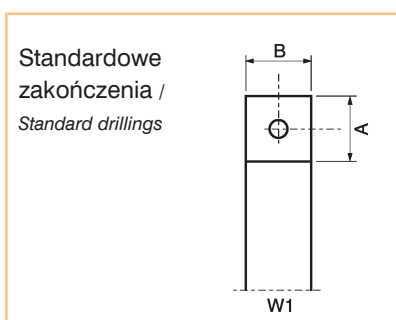 Standardowe
zakończenia /
Standard drillings
B
A
W1